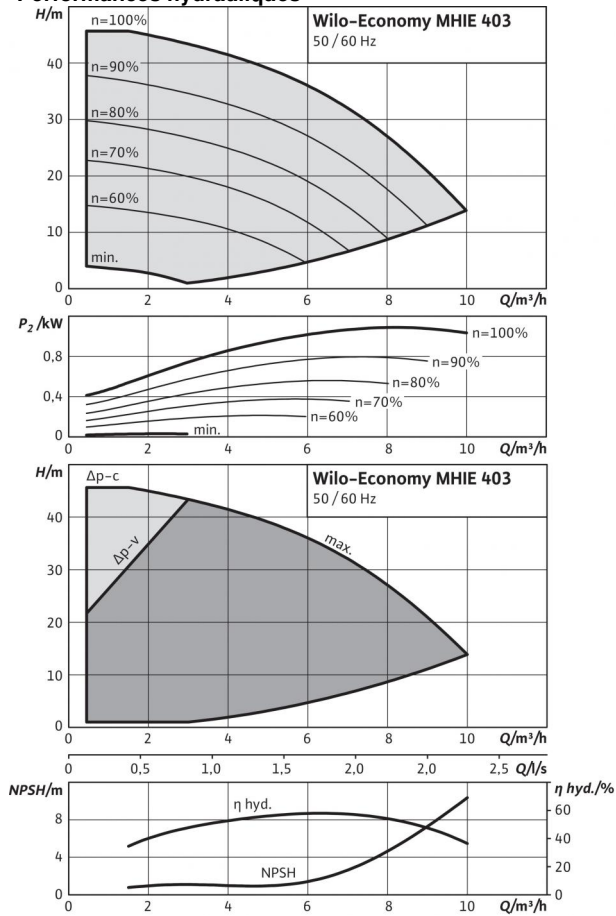 Performances hydrauliques
H/m
n=100%
Wilo-Economy MHIE 403
50 / 60 Hz
40
n=90%
30
n=80%
20
n=70%
n=60%
10
min.
0
0 2 4 6 8 10 Q/m³/h
P₂ /kW
n=100%
0,8
n=90%
n=80%
0,4
n=70%
n=60%
min.
0
0 2 4 6 8 10 Q/m³/h
H/m
Δp-c
Wilo-Economy MHIE 403
50 / 60 Hz
40
Δp-v
max.
30
20
10
0
0 2 4 6 8 10 Q/m³/h
0 0,5 1,0 1,5 2,0 2,0 2,5 Q/l/s
NPSH/m
η hyd./%
η hyd.
60
8
40
4
NPSH
20
0
0
0 2 4 6 8 10 Q/m³/h